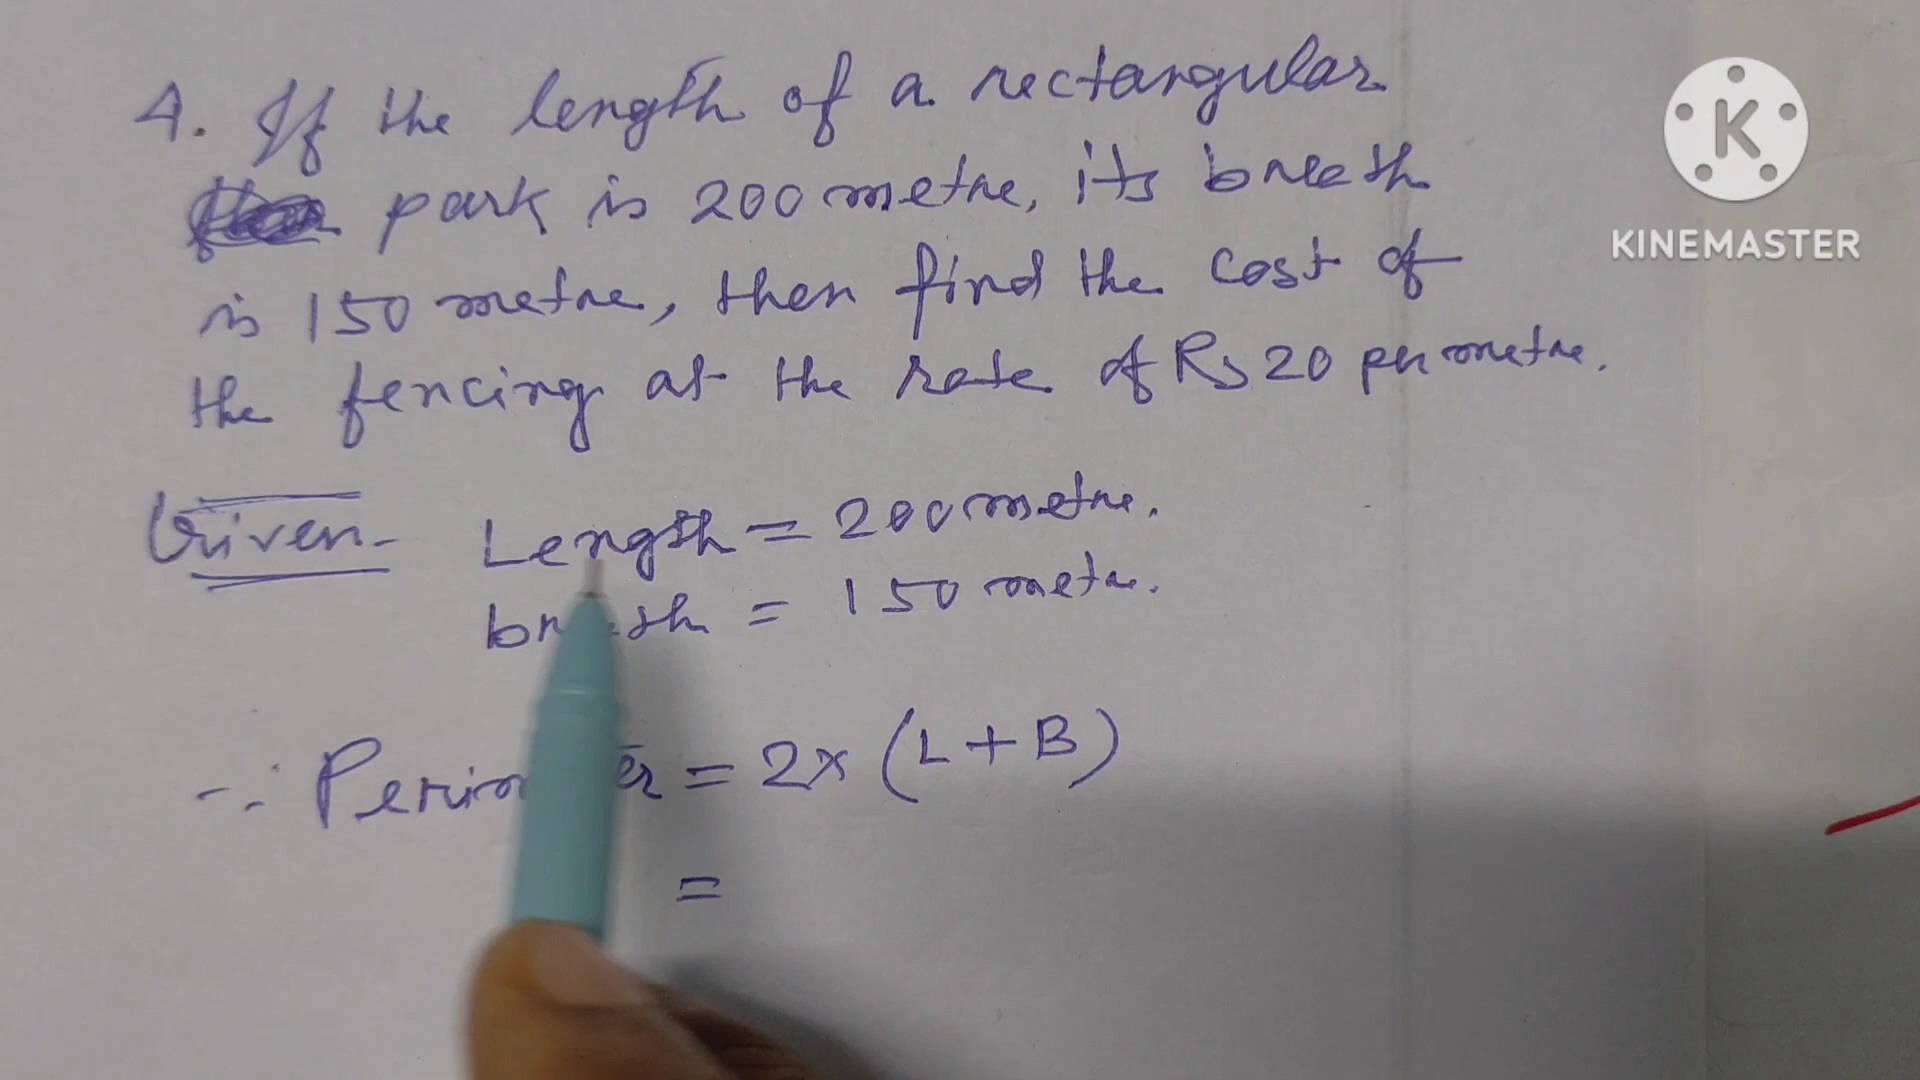 4. If the length of a rectangular
park is 200 metre, its breath
is 150 metre, then find the cost of
the fencing at the rate of Rs 20 per metre.
Given- Length = 200 metre.
= 150 metre.
∴ = 2x (L+B)
=
K
KINEMASTER